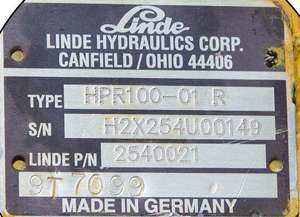 Linde
LINDE HYDRAULICS CORP.
CANFIELD / OHIO 44406
TYPE HPR100-01 R
S/N H2X254U00149
LINDE P/N 2540021
9T7099
MADE IN GERMANY